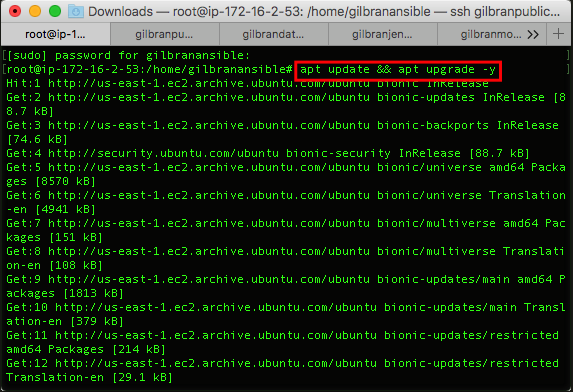 Downloads — root@ip-172-16-2-53: /home/gilbranansible — ssh gilbranpublic...
root@ip-1... gilbranpu... gilbrandat... gilbranjen... gilbranmo... >> +
[[sudo] password for gilbranansible: ]
[root@ip-172-16-2-53:/home/gilbranansible# apt update && apt upgrade -y ]
Hit:1 http://us-east-1.ec2.archive.ubuntu.com/ubuntu bionic InRelease
Get:2 http://us-east-1.ec2.archive.ubuntu.com/ubuntu bionic-updates InRelease [8
8.7 kB]
Get:3 http://us-east-1.ec2.archive.ubuntu.com/ubuntu bionic-backports InRelease
[74.6 kB]
Get:4 http://security.ubuntu.com/ubuntu bionic-security InRelease [88.7 kB]
Get:5 http://us-east-1.ec2.archive.ubuntu.com/ubuntu bionic/universe amd64 Packa
ges [8570 kB]
Get:6 http://us-east-1.ec2.archive.ubuntu.com/ubuntu bionic/universe Translation
-en [4941 kB]
Get:7 http://us-east-1.ec2.archive.ubuntu.com/ubuntu bionic/multiverse amd64 Pac
kages [151 kB]
Get:8 http://us-east-1.ec2.archive.ubuntu.com/ubuntu bionic/multiverse Translati
on-en [108 kB]
Get:9 http://us-east-1.ec2.archive.ubuntu.com/ubuntu bionic-updates/main amd64 P
ackages [1813 kB]
Get:10 http://us-east-1.ec2.archive.ubuntu.com/ubuntu bionic-updates/main Transl
ation-en [379 kB]
Get:11 http://us-east-1.ec2.archive.ubuntu.com/ubuntu bionic-updates/restricted
amd64 Packages [214 kB]
Get:12 http://us-east-1.ec2.archive.ubuntu.com/ubuntu bionic-updates/restricted
Translation-en [29.1 kB]